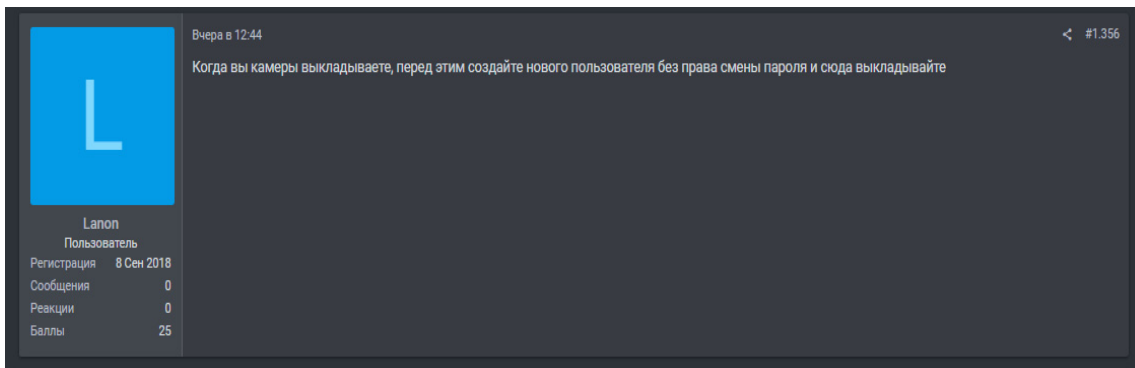 Вчера в 12:44
#1.356
Когда вы камеры выкладываете, перед этим создайте нового пользователя без права смены пароля и сюда выкладывайте
L
Lanon
Пользователь
Регистрация 8 Сен 2018
Сообщения 0
Реакции 0
Баллы 25